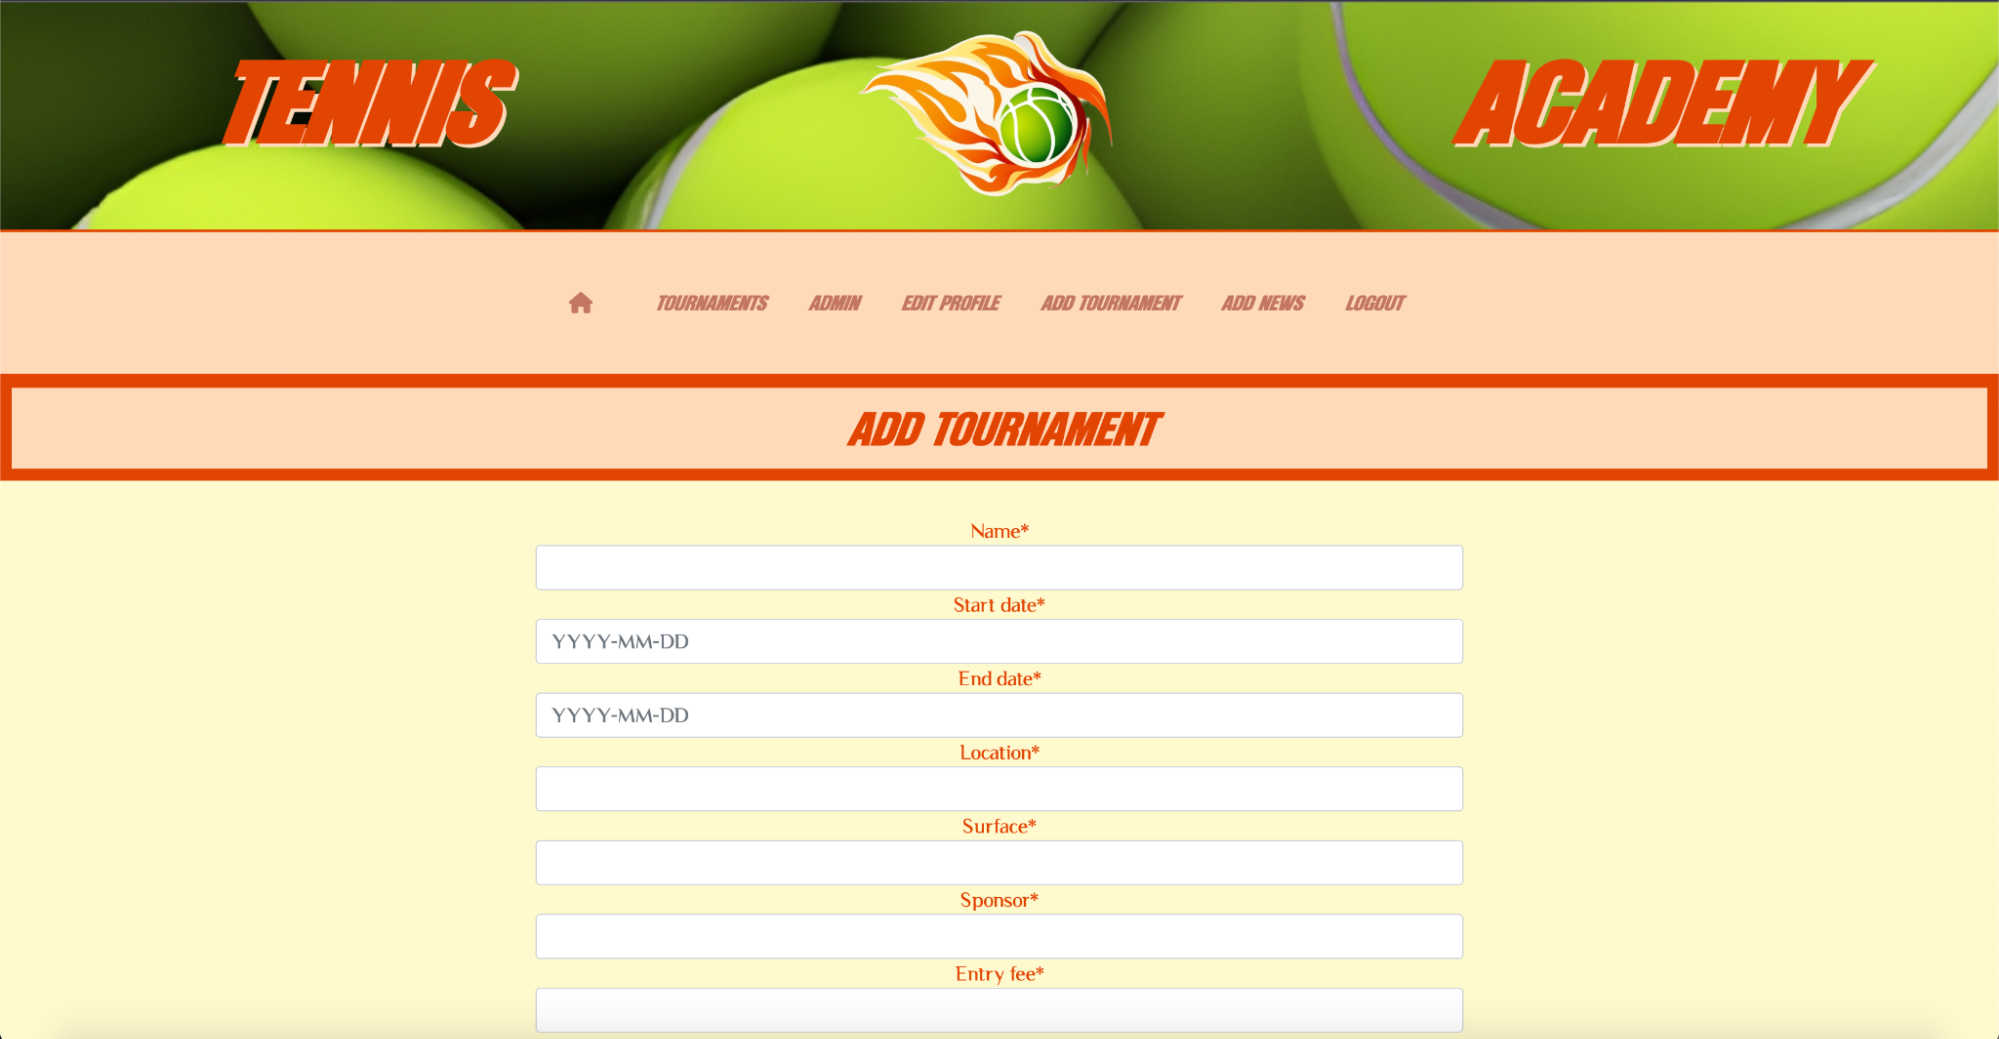 TENNIS ACADEMY
TOURNAMENTS ADMIN EDIT PROFILE ADD TOURNAMENT ADD NEWS LOGOUT
ADD TOURNAMENT
Name*
Start date*
YYYY-MM-DD
End date*
YYYY-MM-DD
Location*
Surface*
Sponsor*
Entry fee*